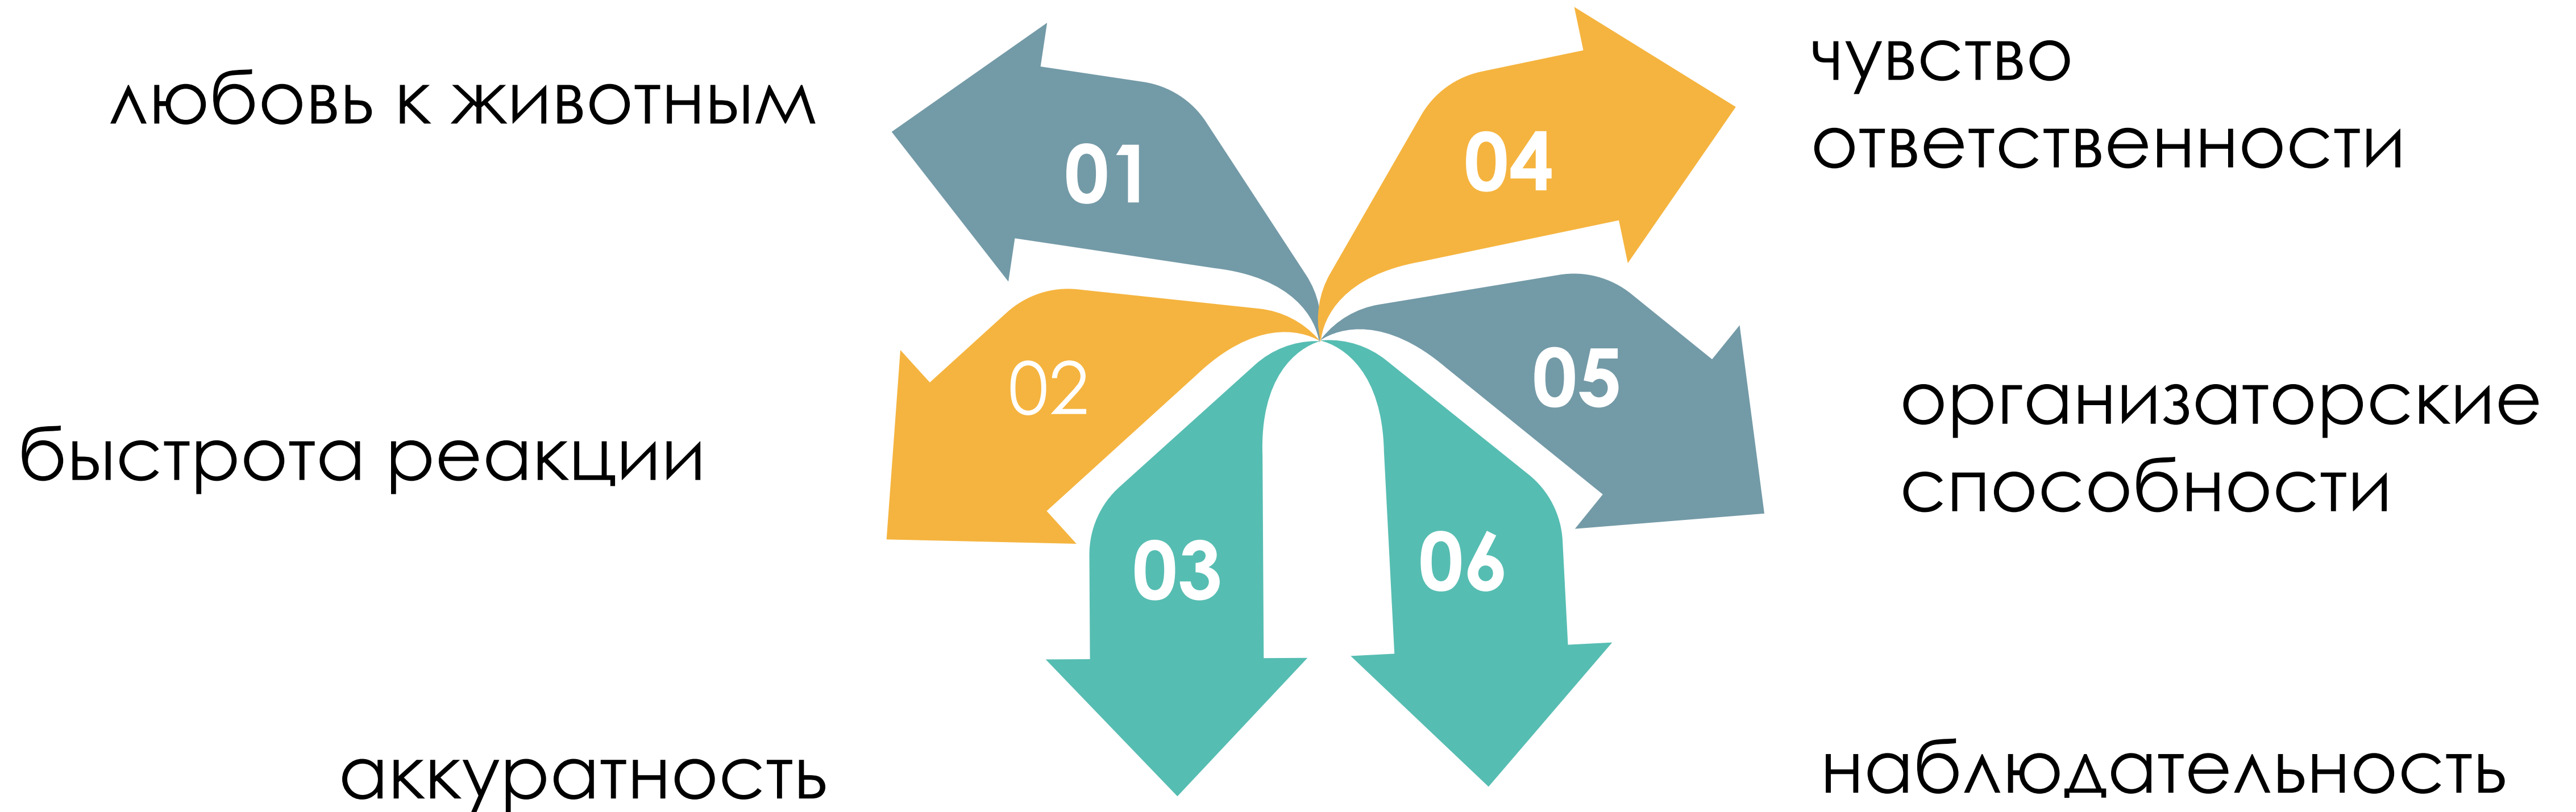 любовь к животным
01
быстрота реакции
02
аккуратность
03
04
чувство
ответственности
05
организаторские
способности
06
наблюдательность